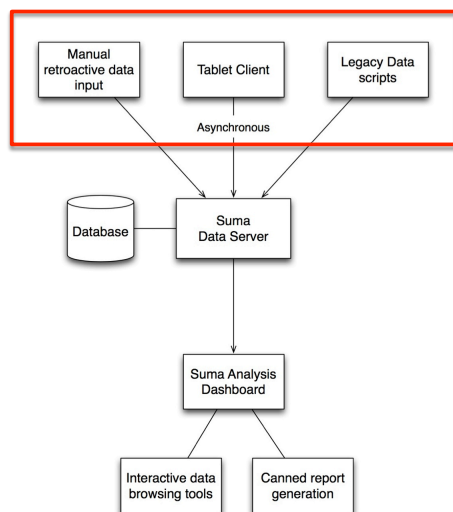 Manual
retroactive data
input
Tablet Client
Legacy Data
scripts
Asynchronous
Database
Suma
Data Server
Suma Analysis
Dashboard
Interactive data
browsing tools
Canned report
generation